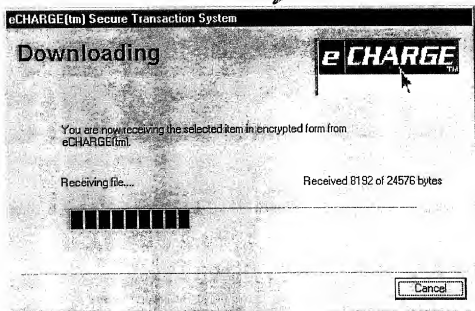 eCHARGE(tm) Secure Transaction System
Downloading
e CHARGE TM
You are now receiving the selected item in encrypted form from
eCHARGE(tm).
Receiving file....
Received 8192 of 24576 bytes
Cancel